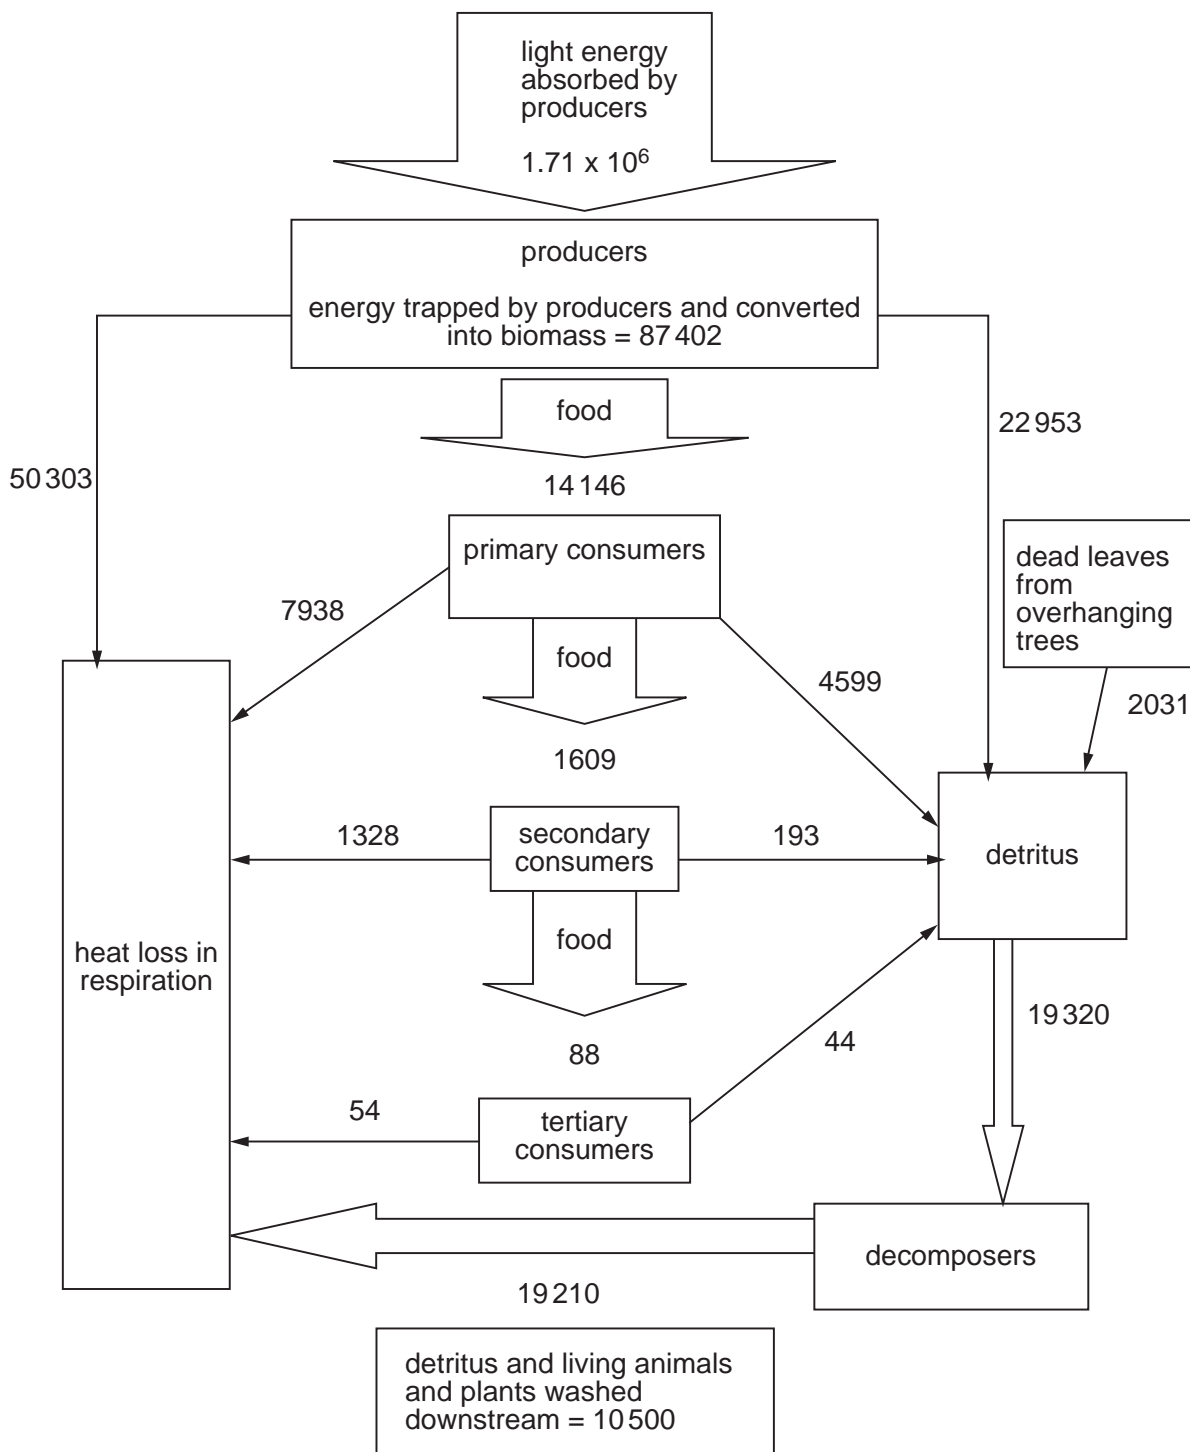 light energy
absorbed by
producers
1.71 x 10⁶
producers
energy trapped by producers and converted
into biomass = 87 402
food
22 953
50 303
14 146
primary consumers
dead leaves
from
overhanging
trees
7938
food
4599
2031
1609
1328
secondary
consumers
193
detritus
food
heat loss in
respiration
19 320
44
88
54
tertiary
consumers
decomposers
19 210
detritus and living animals
and plants washed
downstream = 10 500